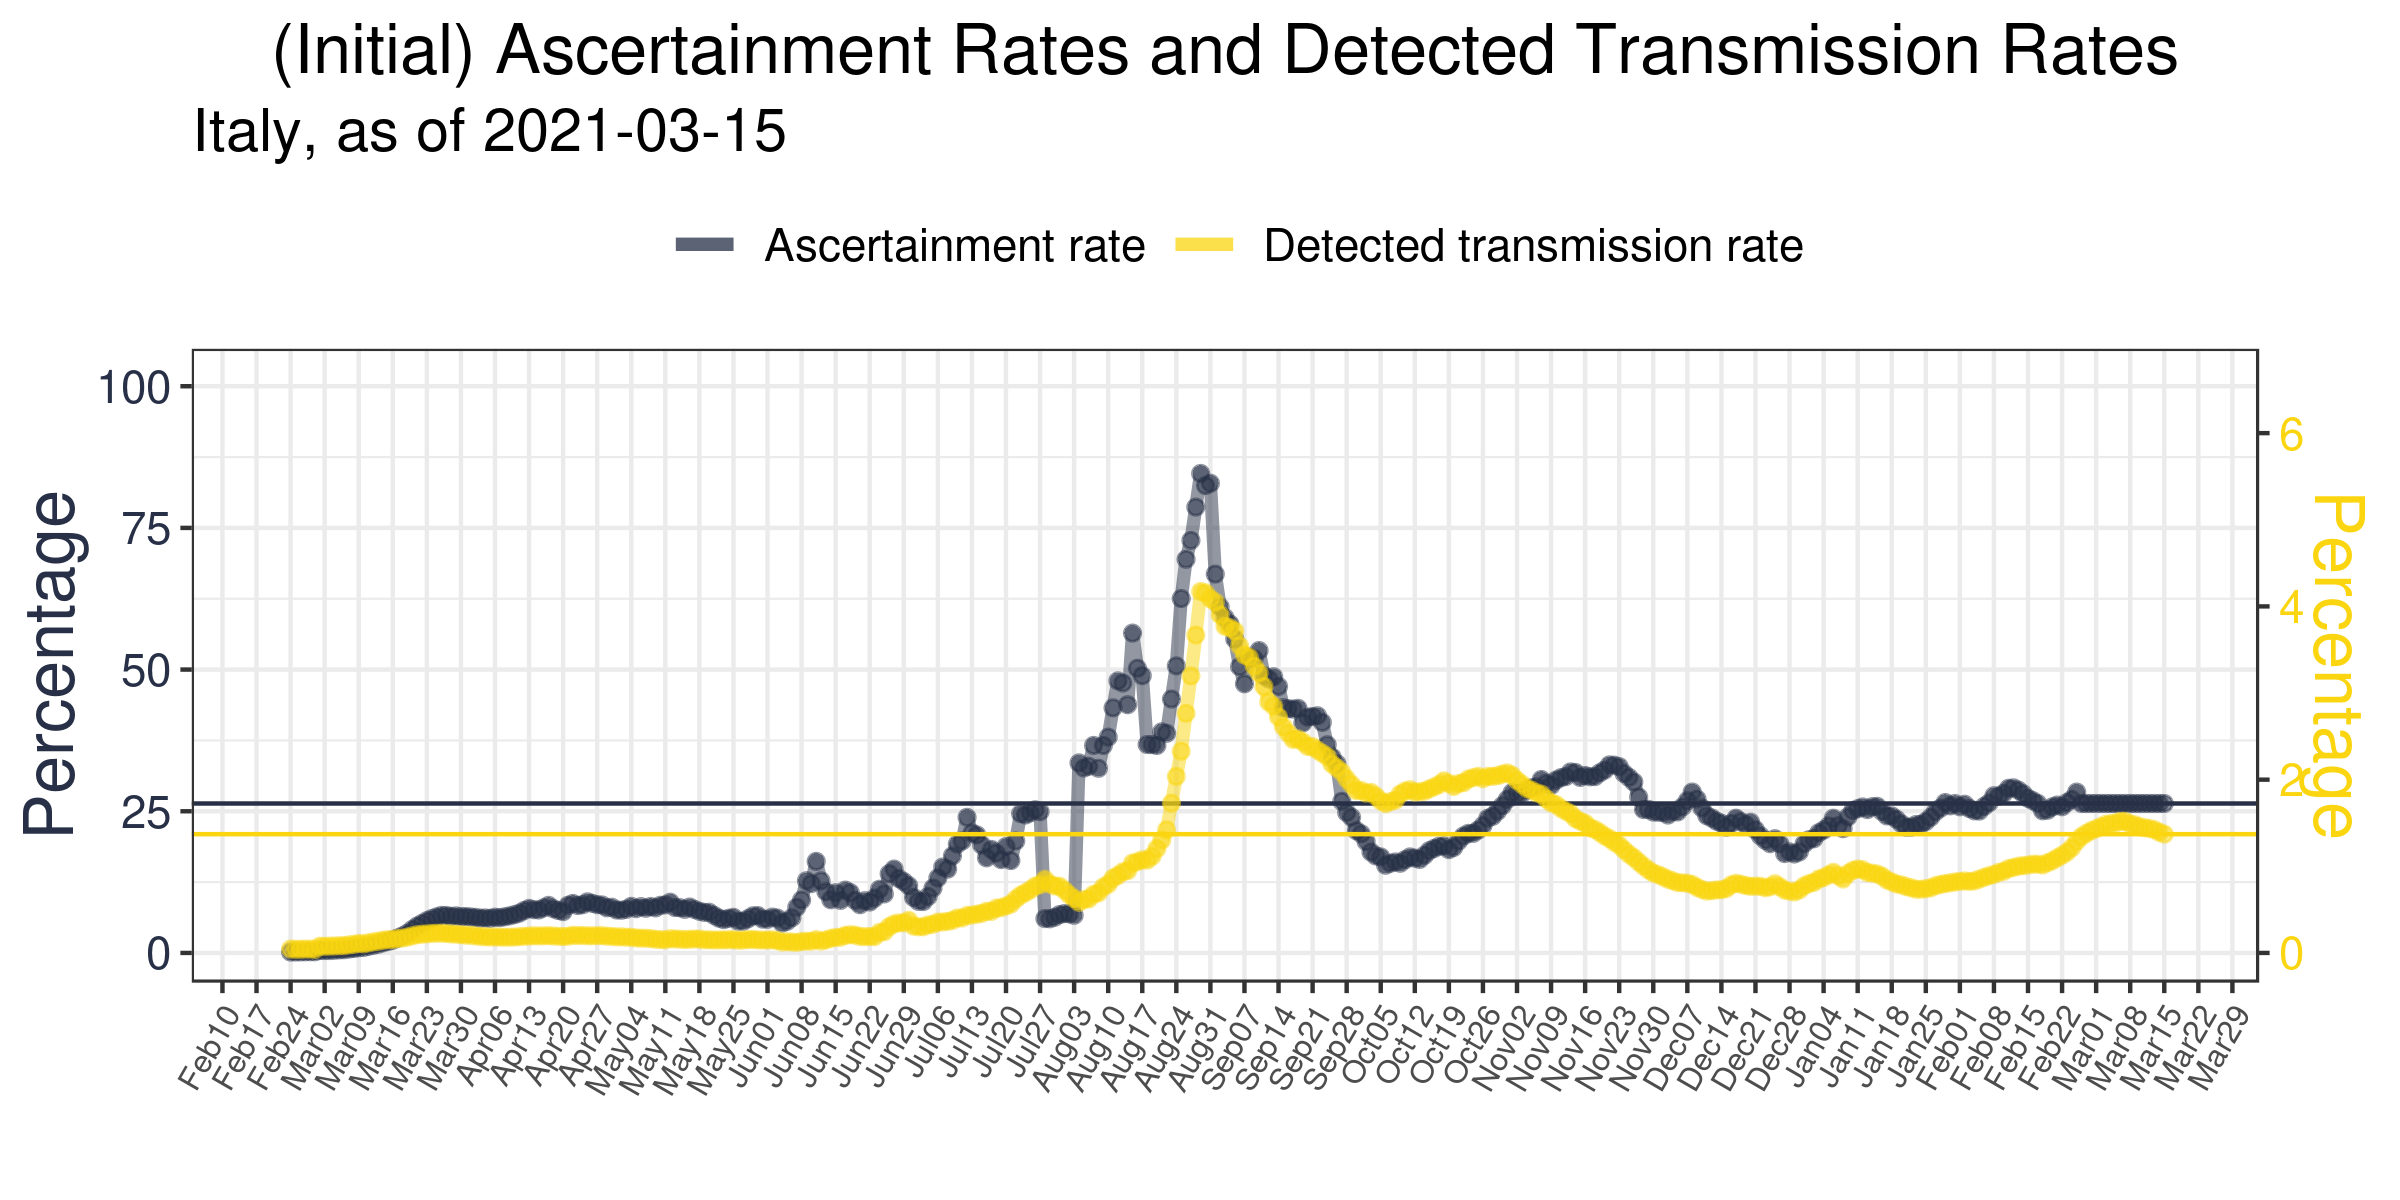 (Initial) Ascertainment Rates and Detected Transmission Rates
Italy, as of 2021-03-15
Ascertainment rate
Detected transmission rate
Percentage
100
75
50
25
0
6
4
2
0
Percentage
Feb10
Feb17
Feb24
Mar02
Mar09
Mar16
Mar23
Mar30
Apr06
Apr13
Apr20
Apr27
May04
May11
May18
May25
Jun01
Jun08
Jun15
Jun22
Jun29
Jul06
Jul13
Jul20
Jul27
Aug03
Aug10
Aug17
Aug24
Aug31
Sep07
Sep14
Sep21
Sep28
Oct05
Oct12
Oct19
Oct26
Nov02
Nov09
Nov16
Nov23
Nov30
Dec07
Dec14
Dec21
Dec28
Jan04
Jan11
Jan18
Jan25
Feb01
Feb08
Feb15
Feb22
Mar01
Mar08
Mar15
Mar22
Mar29